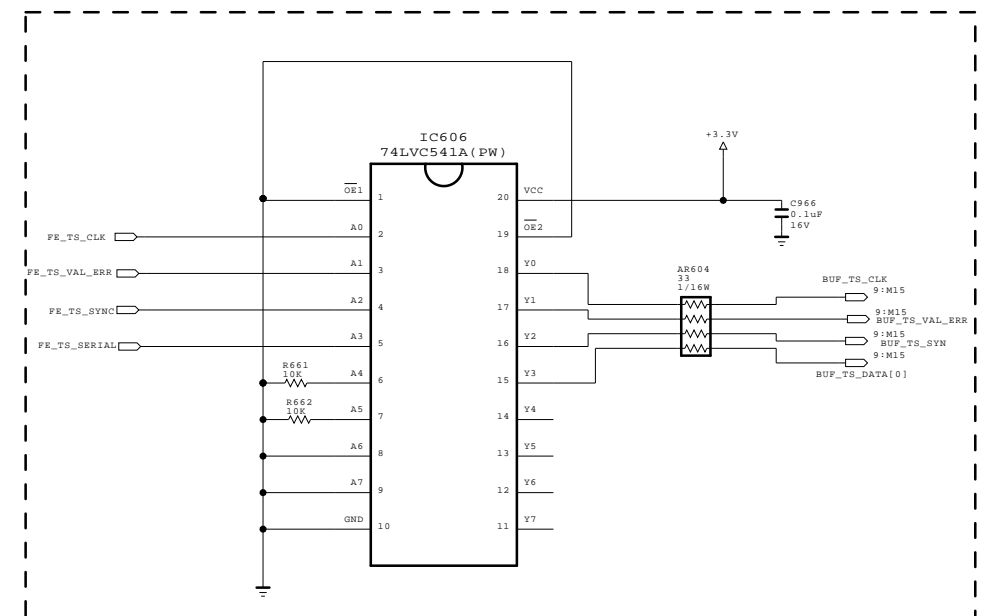 IC606
74LVC541A(PW)
+3.3V
OE1
1
20
VCC
C966
0.1uF
16V
FE_TS_CLK
A0
2
19
OE2
FE_TS_VAL_ERR
A1
3
18
Y0
AR604
33
1/16W
BUF_TS_CLK
9:M15
FE_TS_SYNC
A2
4
17
Y1
9:M15
BUF_TS_VAL_ERR
FE_TS_SERIAL
A3
5
16
Y2
9:M15
BUF_TS_SYN
9:M15
BUF_TS_DATA[0]
R661
10K
A4
6
15
Y3
R662
10K
A5
7
14
Y4
A6
8
13
Y5
A7
9
12
Y6
GND
10
11
Y7